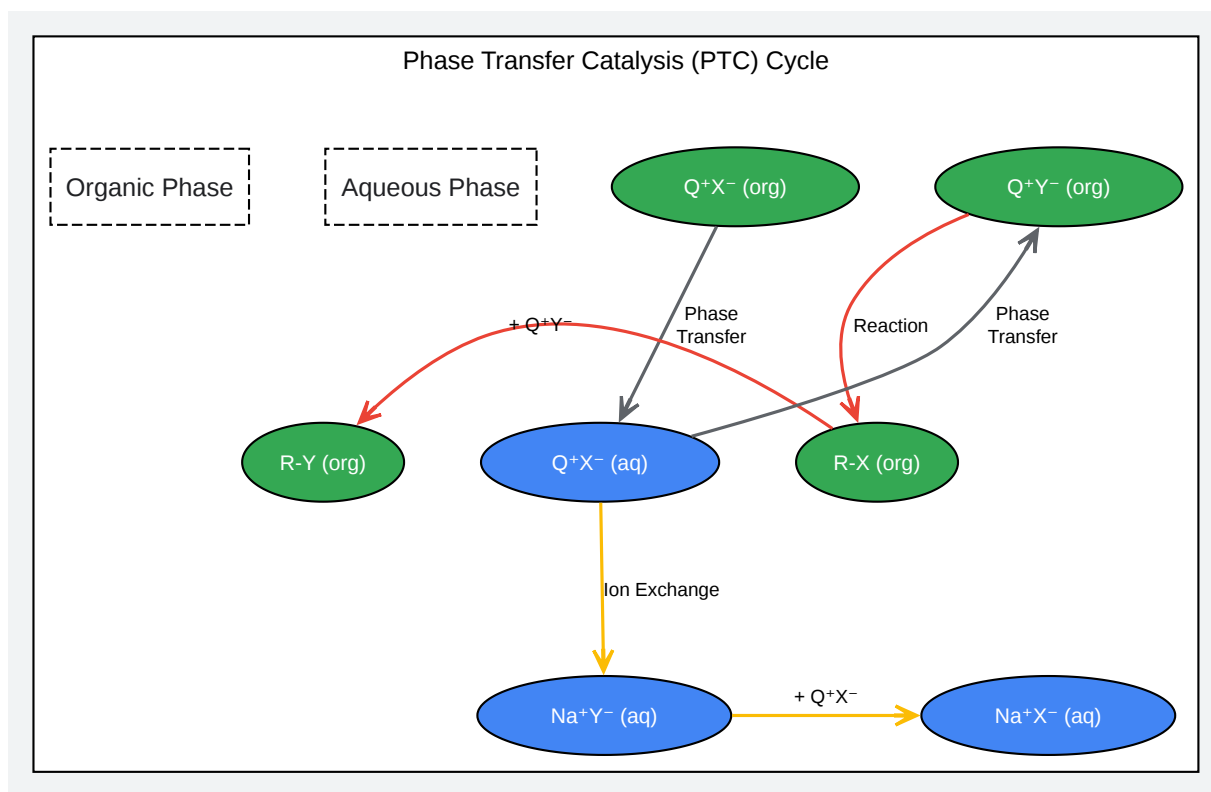 Phase Transfer Catalysis (PTC) Cycle
Organic Phase
Aqueous Phase
Q⁺X⁻ (org)
Q⁺Y⁻ (org)
+ Q⁺Y⁻
Phase
Transfer
Reaction
Phase
Transfer
R-Y (org)
Q⁺X⁻ (aq)
R-X (org)
Ion Exchange
Na⁺Y⁻ (aq)
+ Q⁺X⁻
Na⁺X⁻ (aq)